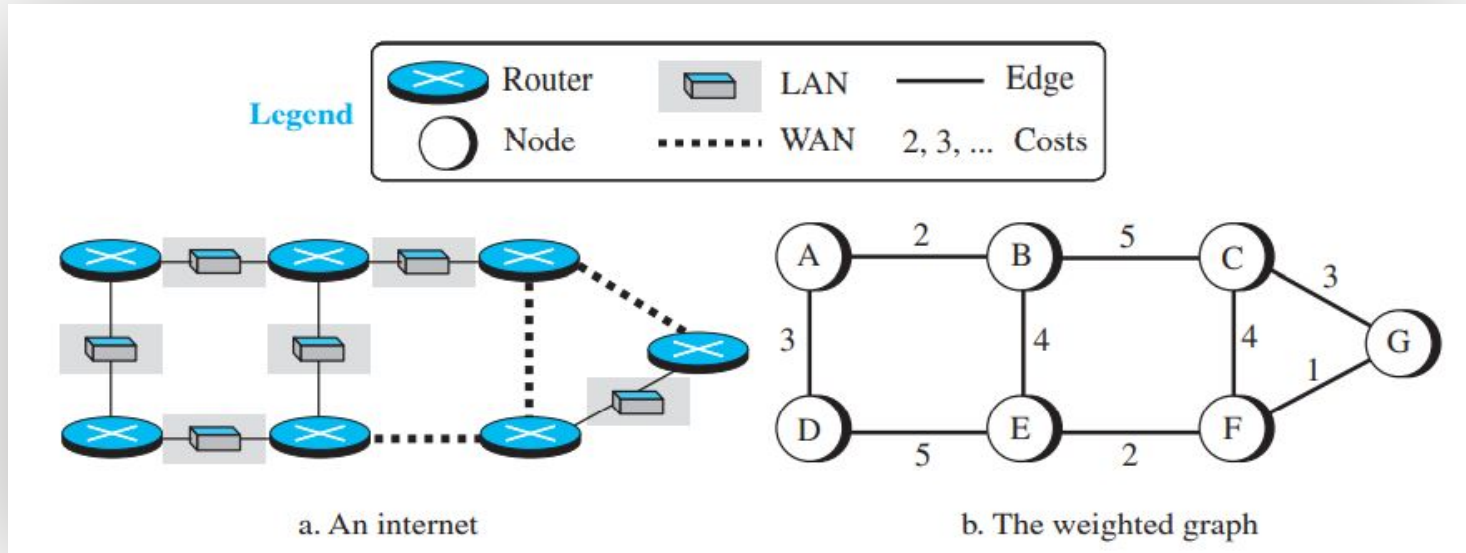 Legend
Router
LAN
Edge
Node
WAN
2, 3, ... Costs
A
2
B
5
C
3
3
4
4
G
1
D
5
E
2
F
a. An internet
b. The weighted graph